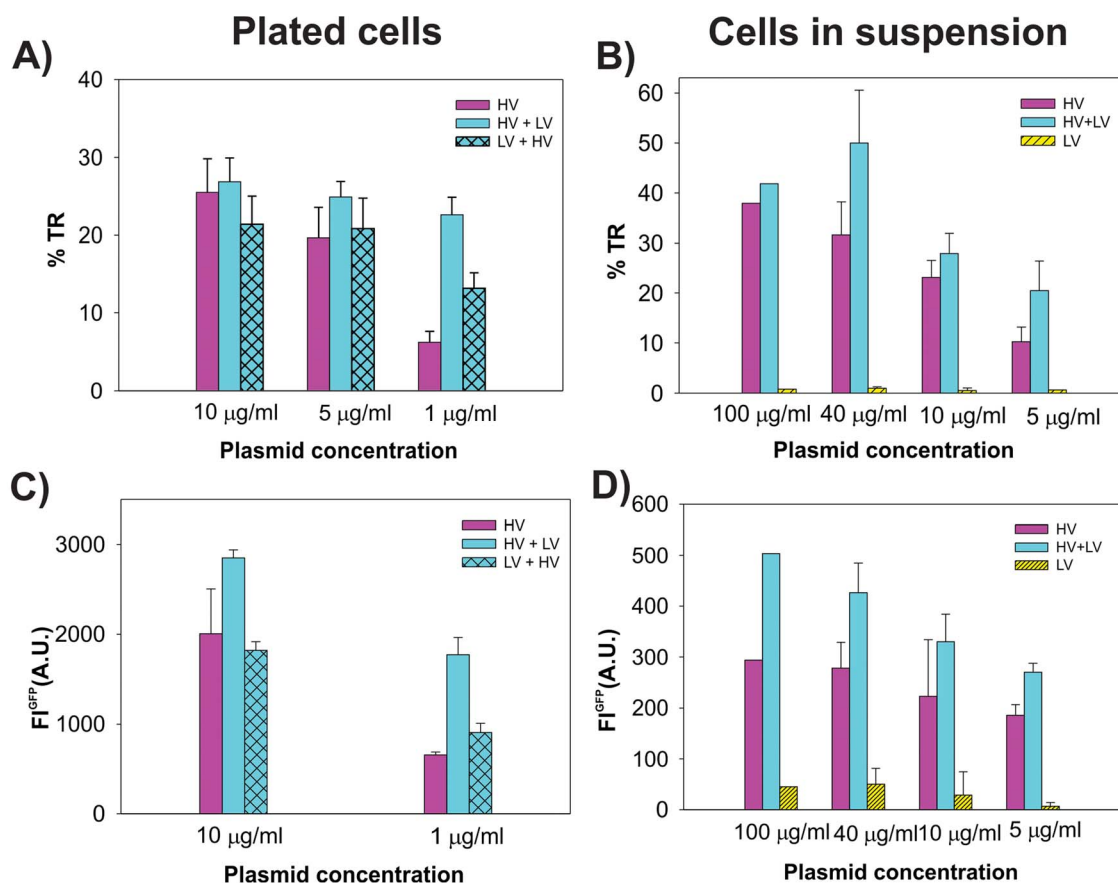 Plated cells
Cells in suspension
A)
40
30
20
10
0
% TR
HV
HV + LV
LV + HV
10 μg/ml 5 μg/ml 1 μg/ml
Plasmid concentration
B)
60
50
40
30
20
10
0
% TR
HV
HV+LV
LV
100 μg/ml 40 μg/ml 10 μg/ml 5 μg/ml
Plasmid concentration
C)
3000
2000
1000
0
FI^GFP(A.U.)
HV
HV + LV
LV + HV
10 μg/ml 1 μg/ml
Plasmid concentration
D)
600
500
400
300
200
100
0
FI^GFP(A.U.)
HV
HV+LV
LV
100 μg/ml 40 μg/ml 10 μg/ml 5 μg/ml
Plasmid concentration